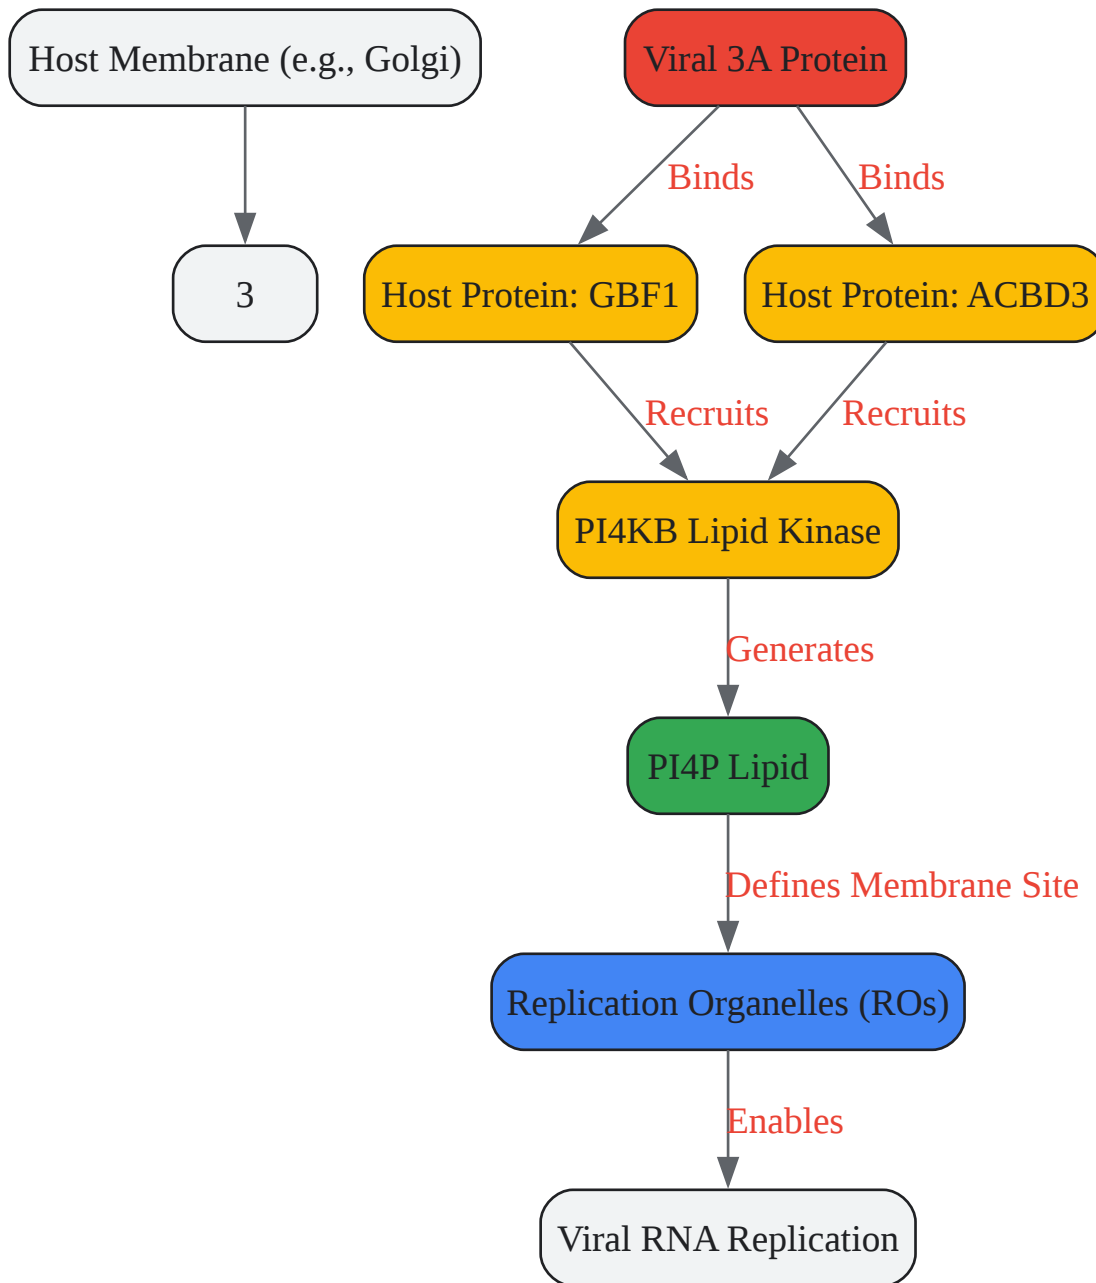 Host Membrane (e.g., Golgi)
Viral 3A Protein
Binds
Binds
3
Host Protein: GBF1
Host Protein: ACBD3
Recruits
Recruits
PI4KB Lipid Kinase
Generates
PI4P Lipid
Defines Membrane Site
Replication Organelles (ROs)
Enables
Viral RNA Replication